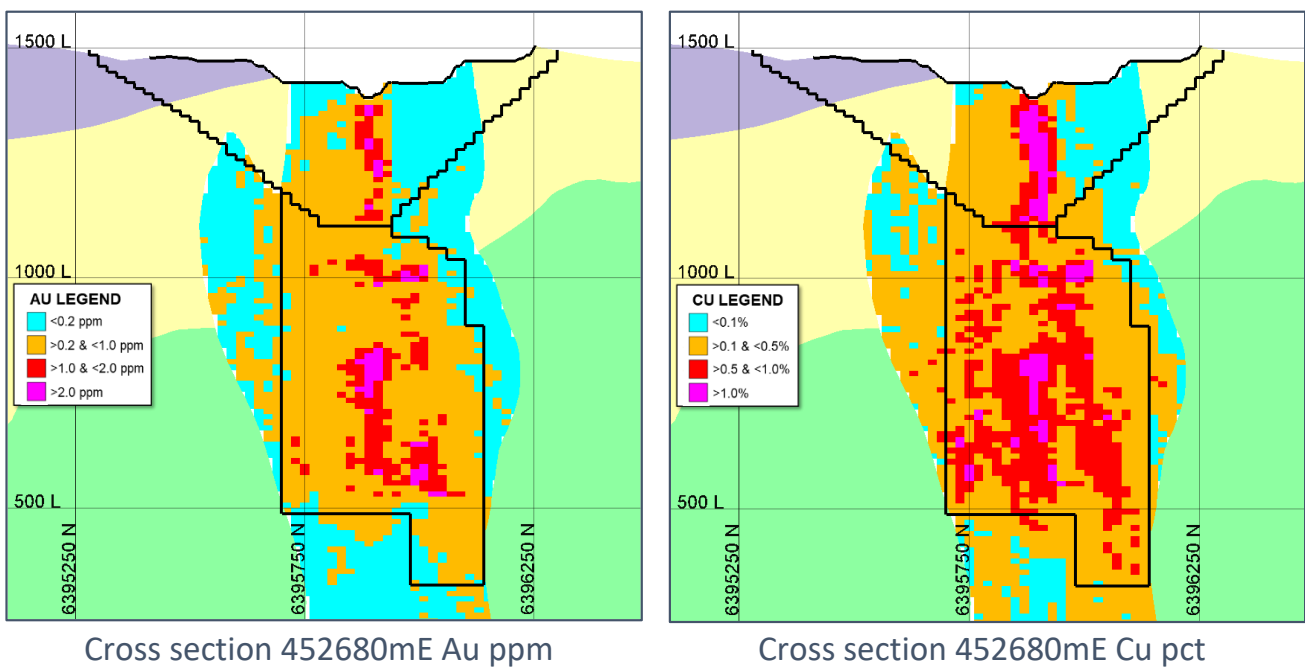 1500 L
1000 L
AU LEGEND
<0.2 ppm
>0.2 & <1.0 ppm
>1.0 & <2.0 ppm
>2.0 ppm
500 L
6395250 N
6395750 N
6396250 N
Cross section 452680mE Au ppm
1500 L
1000 L
CU LEGEND
<0.1%
>0.1 & <0.5%
>0.5 & <1.0%
>1.0%
500 L
6395250 N
6395750 N
6396250 N
Cross section 452680mE Cu pct